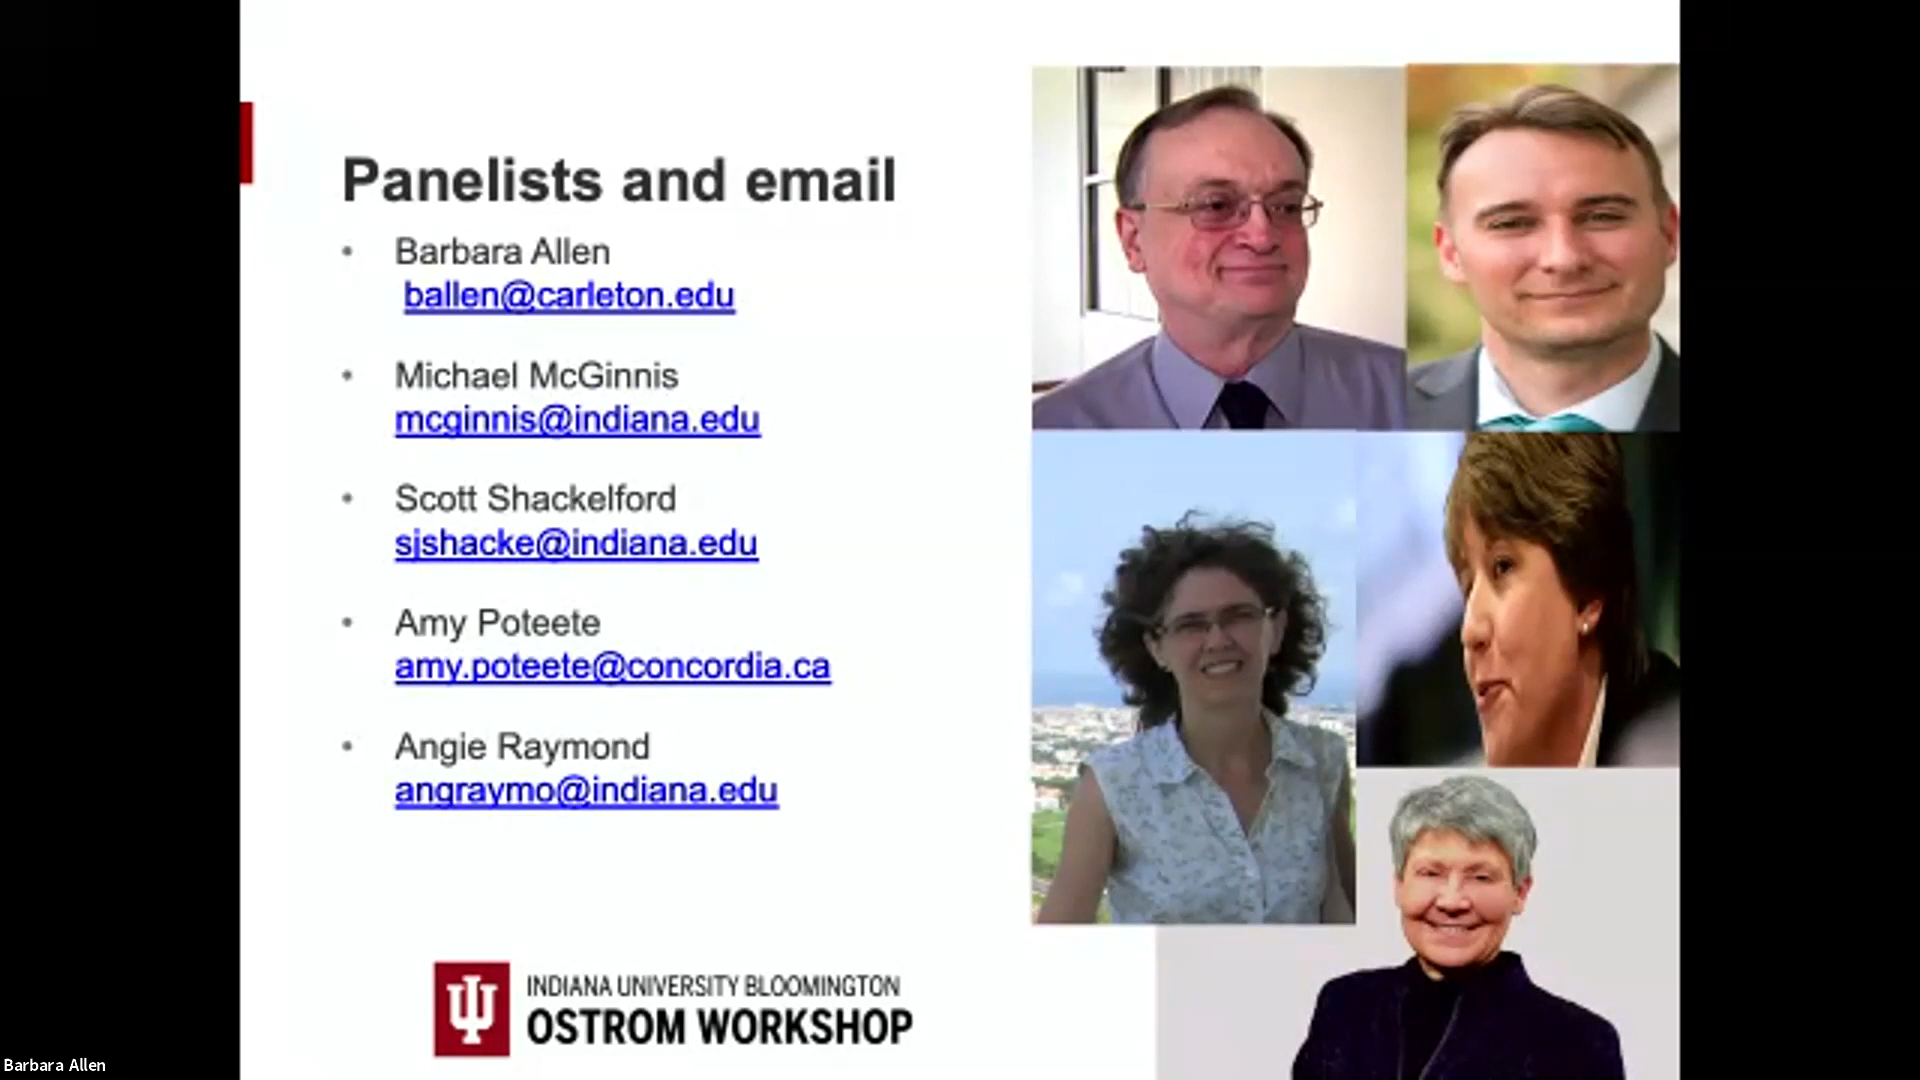 Panelists and email
• Barbara Allen
ballen@carleton.edu
• Michael McGinnis
mcginnis@indiana.edu
• Scott Shackelford
sjshacke@indiana.edu
• Amy Poteete
amy.poteete@concordia.ca
• Angie Raymond
angraymo@indiana.edu
INDIANA UNIVERSITY BLOOMINGTON
OSTROM WORKSHOP
Barbara Allen